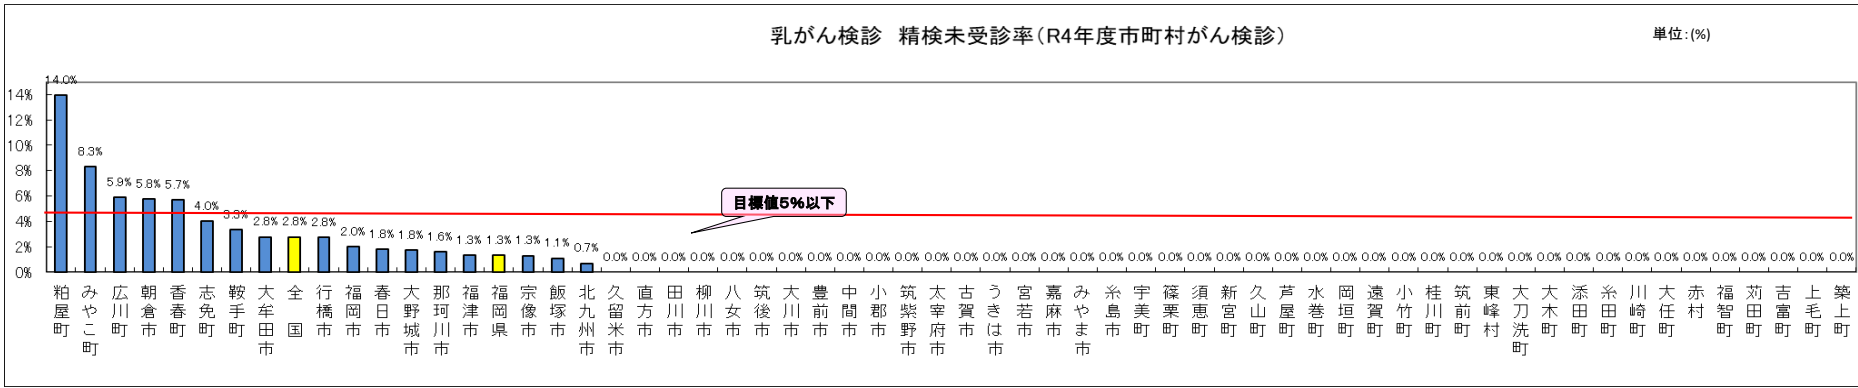 乳がん検診　精検未受診率（R4年度市町村がん検診）
単位：(%)
14%
12%
10%
8%
6%
4%
2%
0%
目標値5%以下
14.0% 8.3% 5.9% 5.8% 5.7% 4.0% 3.3% 2.8% 2.8% 2.8% 2.0% 1.8% 1.8% 1.6% 1.3% 1.3% 1.3% 1.1% 0.7% 0.0% 0.0% 0.0% 0.0% 0.0% 0.0% 0.0% 0.0% 0.0% 0.0% 0.0% 0.0% 0.0% 0.0% 0.0% 0.0% 0.0% 0.0% 0.0% 0.0% 0.0% 0.0% 0.0% 0.0% 0.0% 0.0% 0.0% 0.0% 0.0% 0.0% 0.0% 0.0% 0.0% 0.0% 0.0% 0.0% 0.0% 0.0% 0.0% 0.0% 0.0% 0.0% 0.0%
粕屋町
みやこ町
広川町
朝倉市
香春町
志免町
鞍手町
大牟田市
全　国
行橋市
福岡市
春日市
大野城市
那珂川市
福津市
福岡県
宗像市
飯塚市
北九州市
久留米市
直方市
田川市
柳川市
八女市
筑後市
大川市
豊前市
中間市
小郡市
筑紫野市
太宰府市
古賀市
うきは市
宮若市
嘉麻市
みやま市
糸島市
宇美町
篠栗町
須恵町
新宮町
久山町
芦屋町
水巻町
岡垣町
遠賀町
小竹町
桂川町
筑前町
東峰村
大刀洗町
大木町
添田町
糸田町
川崎町
大任町
赤村
福智町
苅田町
吉富町
上毛町
築上町